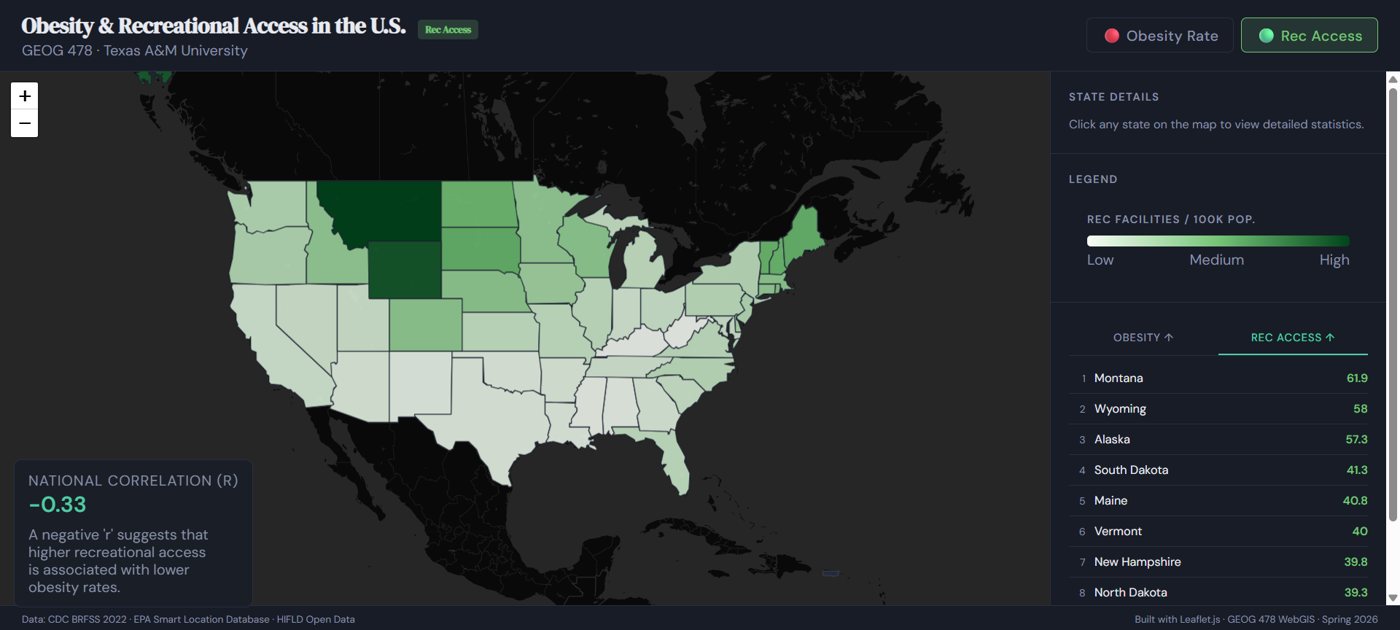 Obesity & Recreational Access in the U.S.
Rec Access
GEOG 478 · Texas A&M University
Obesity Rate
Rec Access
+
−
STATE DETAILS
Click any state on the map to view detailed statistics.
LEGEND
REC FACILITIES / 100K POP.
Low Medium High
OBESITY ↑ REC ACCESS ↑
1 Montana 61.9
2 Wyoming 58
3 Alaska 57.3
4 South Dakota 41.3
5 Maine 40.8
6 Vermont 40
7 New Hampshire 39.8
8 North Dakota 39.3
NATIONAL CORRELATION (R)
-0.33
A negative 'r' suggests that
higher recreational access
is associated with lower
obesity rates.
Data: CDC BRFSS 2022 · EPA Smart Location Database · HIFLD Open Data
Built with Leaflet.js · GEOG 478 WebGIS · Spring 2026